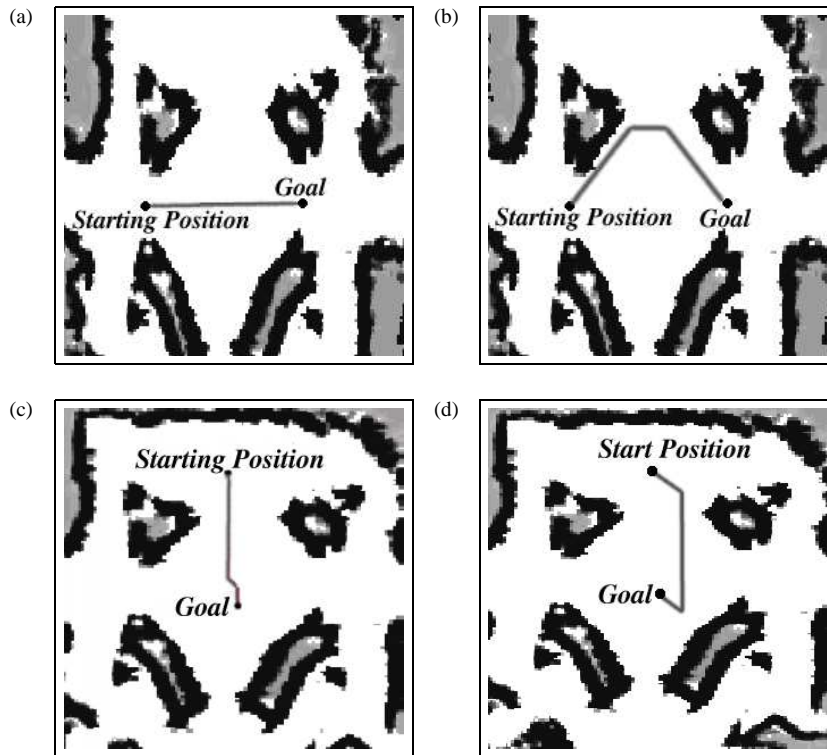 (a)
(b)
Goal
Starting Position
Starting Position
Goal
(c)
(d)
Starting Position
Goal
Start Position
Goal